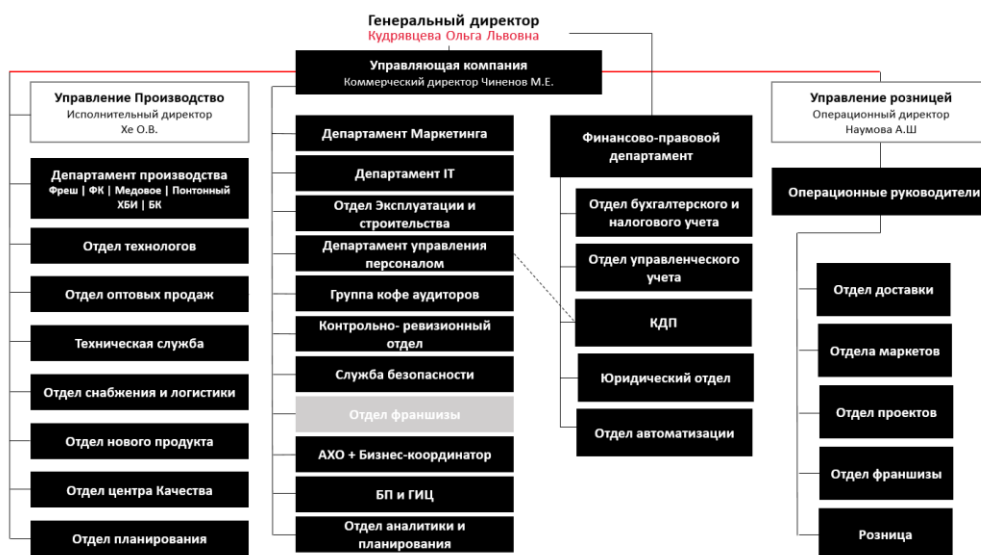 Генеральный директор
Кудрявцева Ольга Львовна
Управляющая компания
Коммерческий директор Чиненов М.Е.
Управление Производство
Исполнительный директор
Хе О.В.
Департамент производства
Фреш | ФК | Медовое | Понтонный
ХБИ | БК
Отдел технологов
Отдел оптовых продаж
Техническая служба
Отдел снабжения и логистики
Отдел нового продукта
Отдел центра Качества
Отдел планирования
Департамент Маркетинга
Департамент IT
Отдел Эксплуатации и
строительства
Департамент управления
персоналом
Группа кофе аудиторов
Контрольно- ревизионный
отдел
Служба безопасности
Отдел франшизы
АХО + Бизнес-координатор
БП и ГИЦ
Отдел аналитики и
планирования
Финансово-правовой
департамент
Отдел бухгалтерского и
налогового учета
Отдел управленческого
учета
КДП
Юридический отдел
Отдел автоматизации
Управление розницей
Операционный директор
Наумова А.Ш
Операционные руководители
Отдел доставки
Отдела маркетов
Отдел проектов
Отдел франшизы
Розница